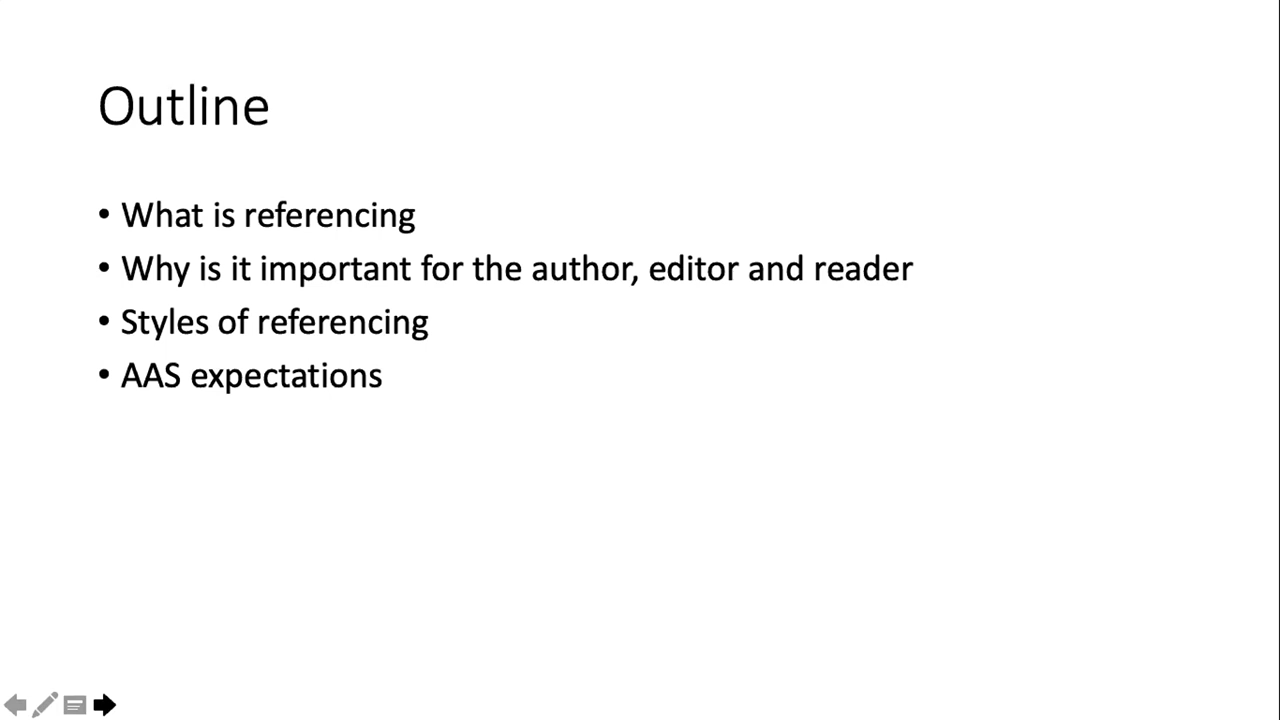 Outline
• What is referencing
• Why is it important for the author, editor and reader
• Styles of referencing
• AAS expectations